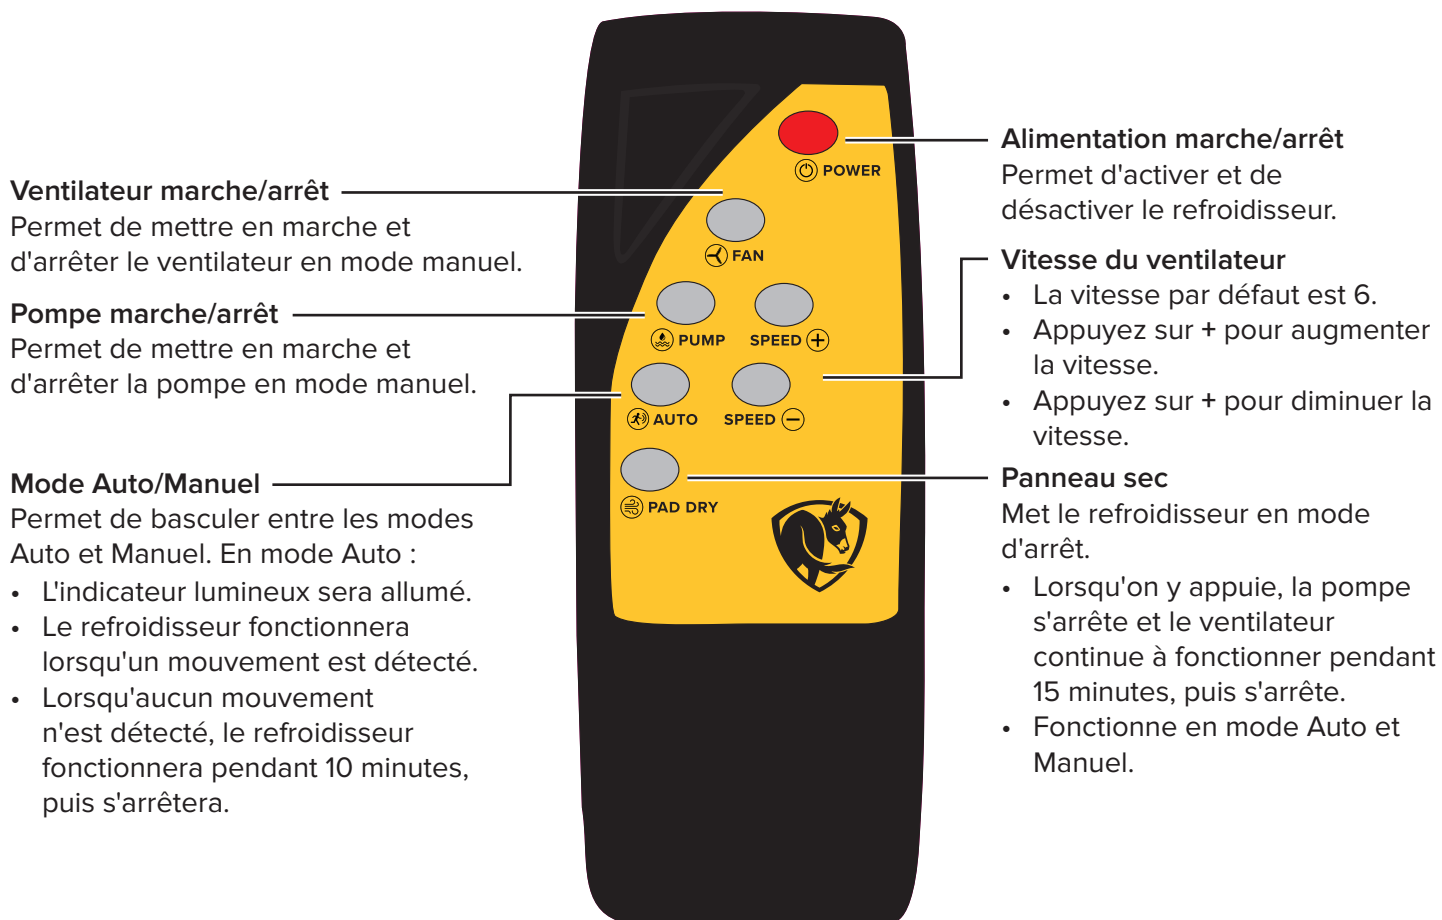 Ventilateur marche/arrêt
Permet de mettre en marche et
d'arrêter le ventilateur en mode manuel.
Pompe marche/arrêt
Permet de mettre en marche et
d'arrêter la pompe en mode manuel.
Mode Auto/Manuel
Permet de basculer entre les modes
Auto et Manuel. En mode Auto :
• L'indicateur lumineux sera allumé.
• Le refroidisseur fonctionnera
lorsqu'un mouvement est détecté.
• Lorsqu'aucun mouvement
n'est détecté, le refroidisseur
fonctionnera pendant 10 minutes,
puis s'arrêtera.
POWER
FAN
PUMP SPEED +
AUTO SPEED −
PAD DRY
Alimentation marche/arrêt
Permet d'activer et de
désactiver le refroidisseur.
Vitesse du ventilateur
• La vitesse par défaut est 6.
• Appuyez sur + pour augmenter
la vitesse.
• Appuyez sur + pour diminuer la
vitesse.
Panneau sec
Met le refroidisseur en mode
d'arrêt.
• Lorsqu'on y appuie, la pompe
s'arrête et le ventilateur
continue à fonctionner pendant
15 minutes, puis s'arrête.
• Fonctionne en mode Auto et
Manuel.